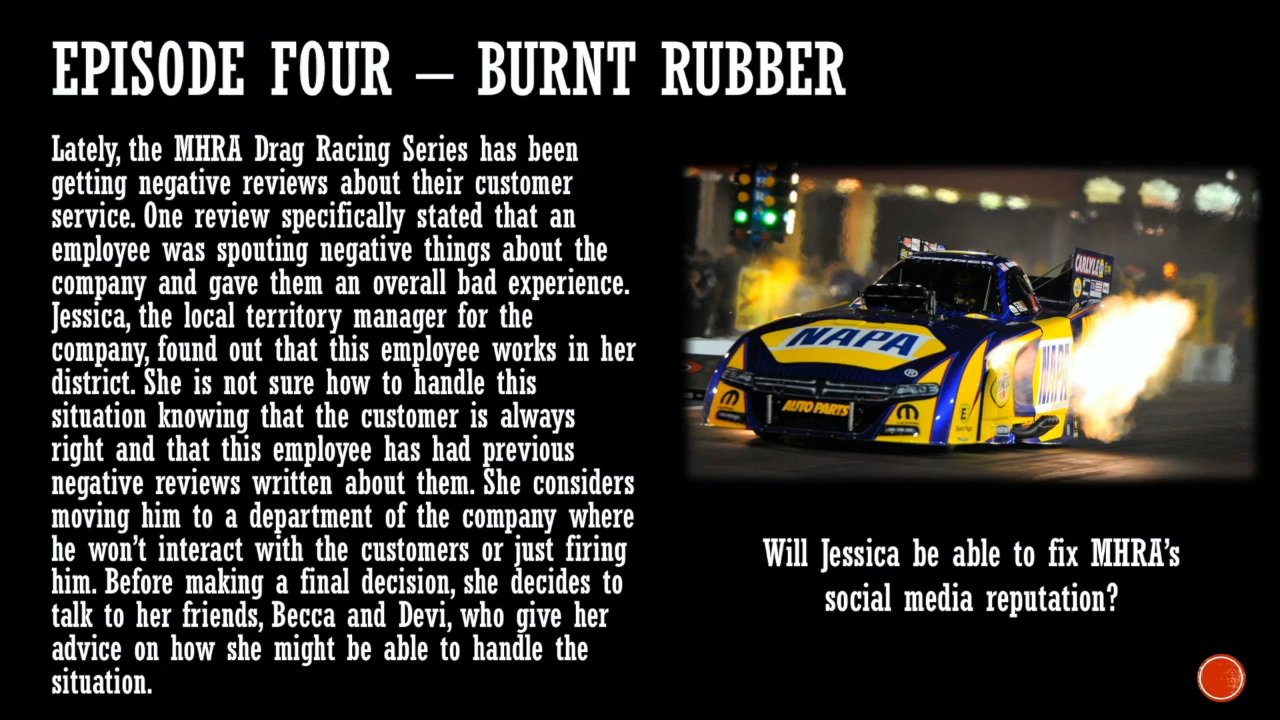 EPISODE FOUR – BURNT RUBBER
Lately, the MHRA Drag Racing Series has been
getting negative reviews about their customer
service. One review specifically stated that an
employee was spouting negative things about the
company and gave them an overall bad experience.
Jessica, the local territory manager for the
company, found out that this employee works in her
district. She is not sure how to handle this
situation knowing that the customer is always
right and that this employee has had previous
negative reviews written about them. She considers
moving him to a department of the company where
he won't interact with the customers or just firing
him. Before making a final decision, she decides to
talk to her friends, Becca and Devi, who give her
advice on how she might be able to handle the
situation.
CARLYLE
NAPA
®
NAPA
AUTO PARTS
Will Jessica be able to fix MHRA's
social media reputation?